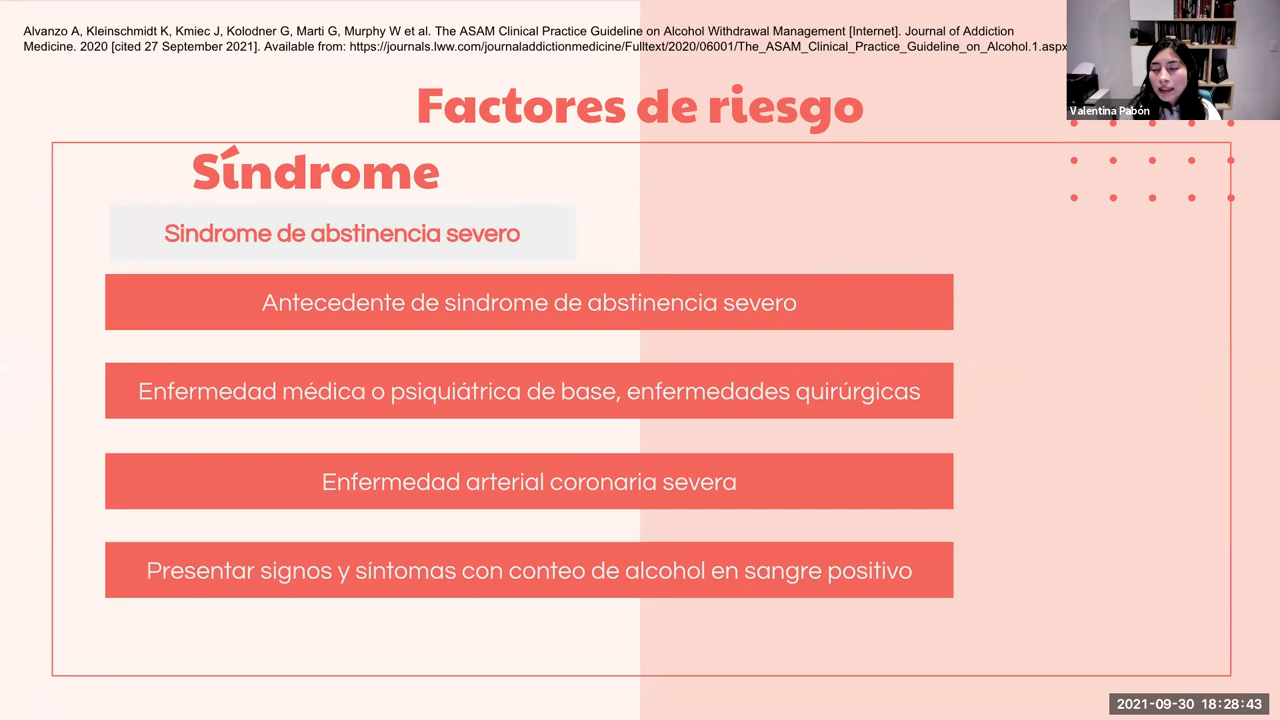 Alvanzo A, Kleinschmidt K, Kmiec J, Kolodner G, Marti G, Murphy W et al. The ASAM Clinical Practice Guideline on Alcohol Withdrawal Management [Internet]. Journal of Addiction
Medicine. 2020 [cited 27 September 2021]. Available from: https://journals.lww.com/journaladdictionmedicine/Fulltext/2020/06001/The_ASAM_Clinical_Practice_Guideline_on_Alcohol.1.aspx
Valentina Pabón
Factores de riesgo
Síndrome
Sindrome de abstinencia severo
Antecedente de sindrome de abstinencia severo
Enfermedad médica o psiquiátrica de base, enfermedades quirúrgicas
Enfermedad arterial coronaria severa
Presentar signos y síntomas con conteo de alcohol en sangre positivo
2021-09-30 18:28:43